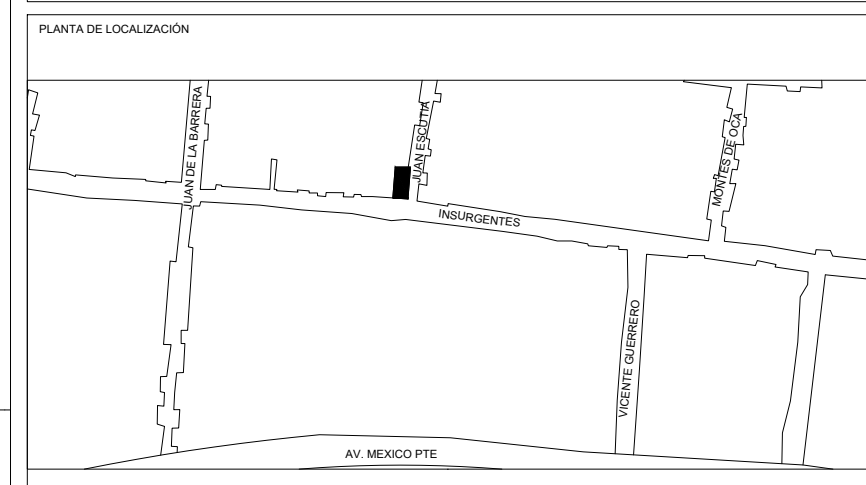 PLANTA DE LOCALIZACIÓN
JUAN DE LA BARRERA
JUAN ESCUTIA
MONTES DE OCA
INSURGENTES
VICENTE GUERRERO
AV. MEXICO PTE